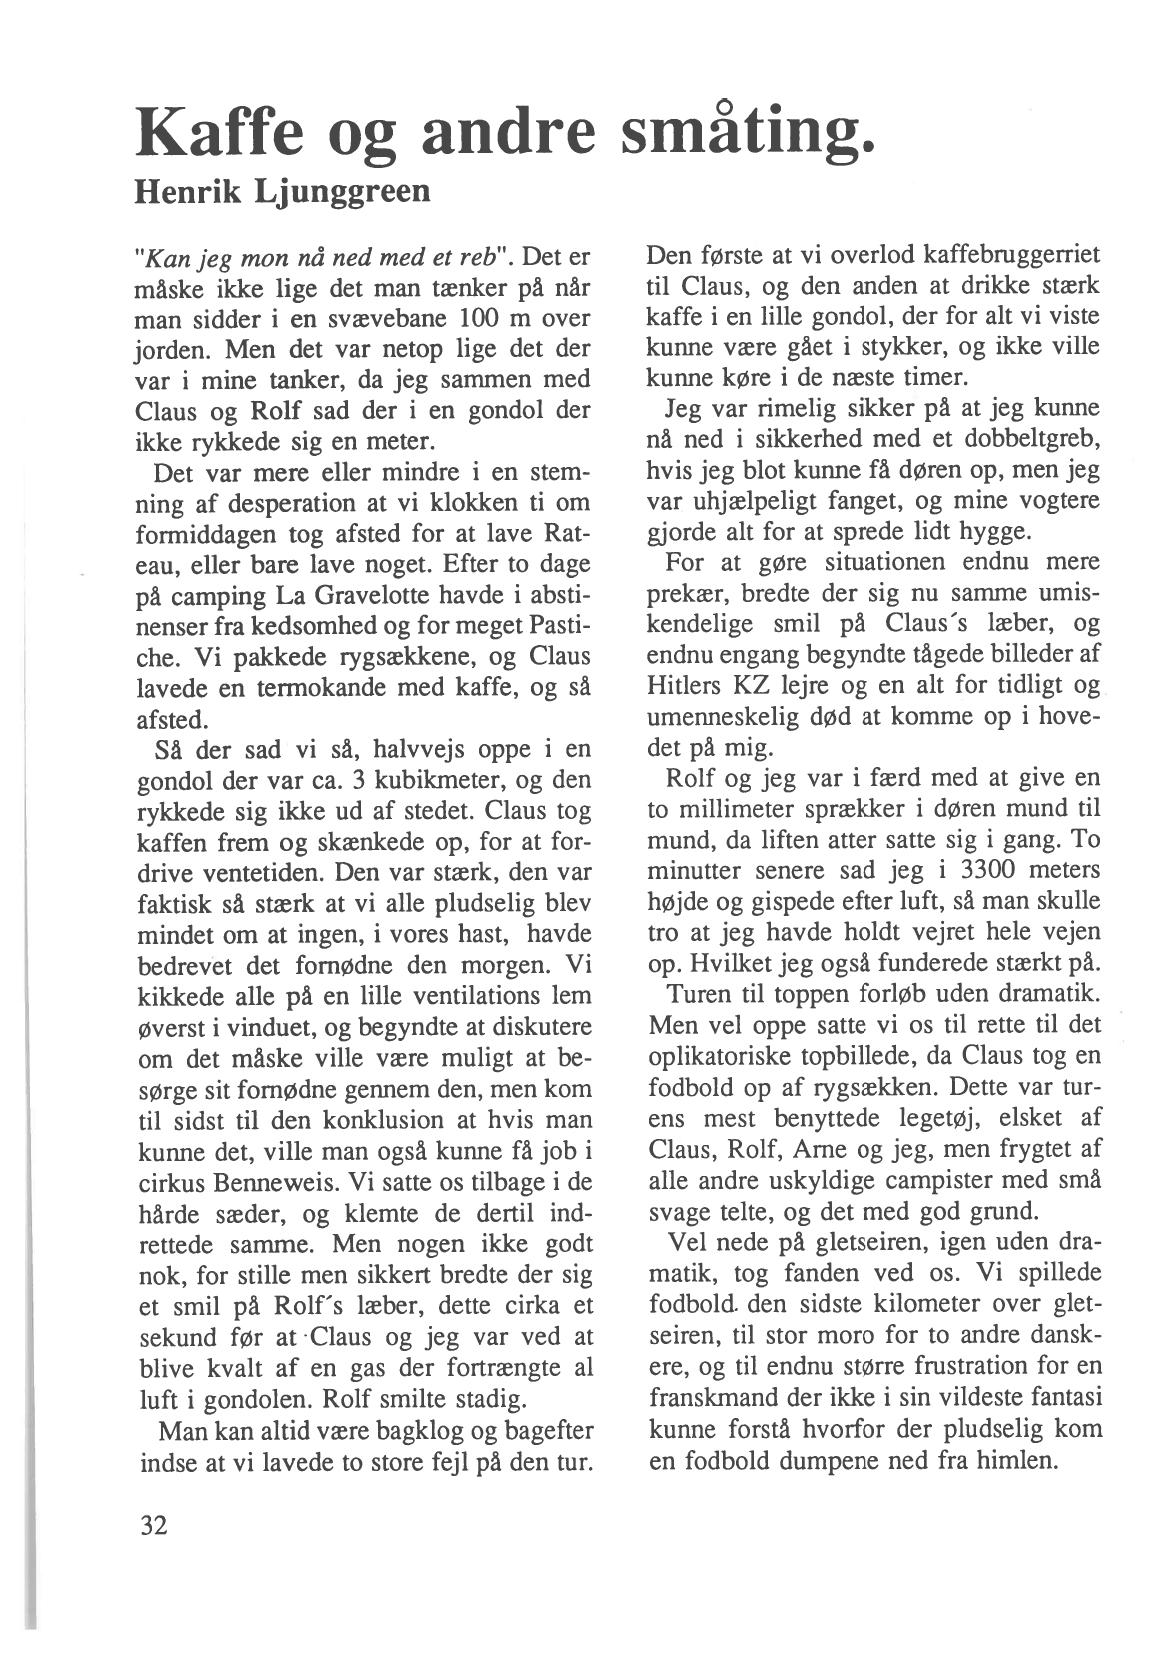 Kaffe og andre småting.
Henrik Ljunggreen
"Kan jeg mon nå ned med et reb". Det er
måske ikke lige det man tænker på når
man sidder i en svævebane 100 m over
jorden. Men det var netop lige det der
var i mine tanker, da jeg sammen med
Claus og Rolf sad der i en gondol der
ikke rykkede sig en meter.
Det var mere eller mindre i en stem-
ning af desperation at vi klokken ti om
formiddagen tog afsted for at lave Rat-
eau, eller bare lave noget. Efter to dage
på camping La Gravelotte havde i absti-
nenser fra kedsomhed og for meget Pasti-
che. Vi pakkede rygsækkene, og Claus
lavede en termokande med kaffe, og så
afsted.
Så der sad vi så, halvvejs oppe i en
gondol der var ca. 3 kubikmeter, og den
rykkede sig ikke ud af stedet. Claus tog
kaffen frem og skænkede op, for at for-
drive ventetiden. Den var stærk, den var
faktisk så stærk at vi alle pludselig blev
mindet om at ingen, i vores hast, havde
bedrevet det fornødne den morgen. Vi
kikkede alle på en lille ventilations lem
øverst i vinduet, og begyndte at diskutere
om det måske ville være muligt at be-
sørge sit fornødne gennem den, men kom
til sidst til den konklusion at hvis man
kunne det, ville man også kunne få job i
cirkus Benneweis. Vi satte os tilbage i de
hårde sæder, og klemte de dertil ind-
rettede samme. Men nogen ikke godt
nok, for stille men sikkert bredte der sig
et smil på Rolf´s læber, dette cirka et
sekund før at Claus og jeg var ved at
blive kvalt af en gas der fortrængte al
luft i gondolen. Rolf smilte stadig.
Man kan altid være bagklog og bagefter
indse at vi lavede to store fejl på den tur.
Den første at vi overlod kaffebruggerriet
til Claus, og den anden at drikke stærk
kaffe i en lille gondol, der for alt vi viste
kunne være gået i stykker, og ikke ville
kunne køre i de næste timer.
Jeg var rimelig sikker på at jeg kunne
nå ned i sikkerhed med et dobbeltgreb,
hvis jeg blot kunne få døren op, men jeg
var uhjælpeligt fanget, og mine vogtere
gjorde alt for at sprede lidt hygge.
For at gøre situationen endnu mere
prekær, bredte der sig nu samme umis-
kendelige smil på Claus´s læber, og
endnu engang begyndte tågede billeder af
Hitlers KZ lejre og en alt for tidligt og
umenneskelig død at komme op i hove-
det på mig.
Rolf og jeg var i færd med at give en
to millimeter sprækker i døren mund til
mund, da liften atter satte sig i gang. To
minutter senere sad jeg i 3300 meters
højde og gispede efter luft, så man skulle
tro at jeg havde holdt vejret hele vejen
op. Hvilket jeg også funderede stærkt på.
Turen til toppen forløb uden dramatik.
Men vel oppe satte vi os til rette til det
oplikatoriske topbillede, da Claus tog en
fodbold op af rygsækken. Dette var tur-
ens mest benyttede legetøj, elsket af
Claus, Rolf, Arne og jeg, men frygtet af
alle andre uskyldige campister med små
svage telte, og det med god grund.
Vel nede på gletseiren, igen uden dra-
matik, tog fanden ved os. Vi spillede
fodbold den sidste kilometer over glet-
seiren, til stor moro for to andre dansk-
ere, og til endnu større frustration for en
franskmand der ikke i sin vildeste fantasi
kunne forstå hvorfor der pludselig kom
en fodbold dumpene ned fra himlen.
32